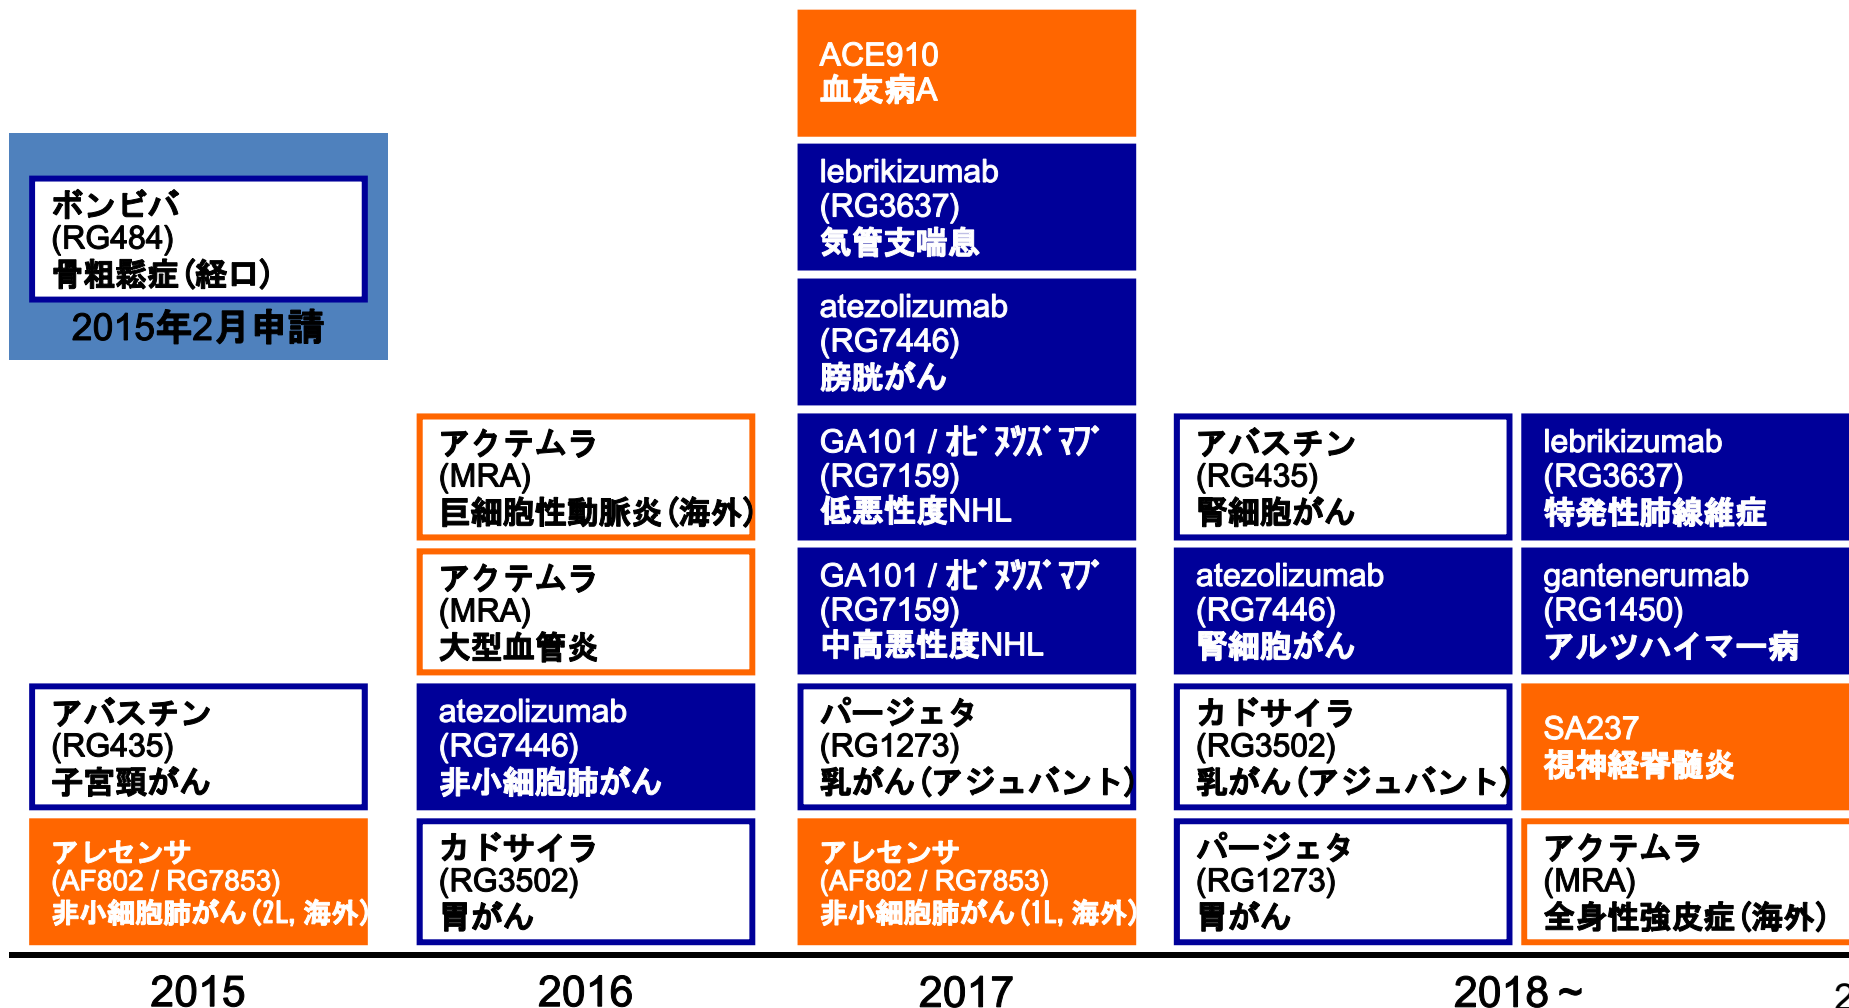 ACE910
血友病A
lebrikizumab
(RG3637)
気管支喘息
atezolizumab
(RG7446)
膀胱がん
ボンビバ
(RG484)
骨粗鬆症(経口)
2015年2月申請
アクテムラ
(MRA)
巨細胞性動脈炎(海外)
GA101 / ｵﾋﾞﾇﾂｽﾞﾏﾌﾞ
(RG7159)
低悪性度NHL
アバスチン
(RG435)
腎細胞がん
lebrikizumab
(RG3637)
特発性肺線維症
アクテムラ
(MRA)
大型血管炎
GA101 / ｵﾋﾞﾇﾂｽﾞﾏﾌﾞ
(RG7159)
中高悪性度NHL
atezolizumab
(RG7446)
腎細胞がん
gantenerumab
(RG1450)
アルツハイマー病
アバスチン
(RG435)
子宮頸がん
atezolizumab
(RG7446)
非小細胞肺がん
パージェタ
(RG1273)
乳がん(アジュバント)
カドサイラ
(RG3502)
乳がん(アジュバント)
SA237
視神経脊髄炎
アレセンサ
(AF802 / RG7853)
非小細胞肺がん(2L, 海外)
カドサイラ
(RG3502)
胃がん
アレセンサ
(AF802 / RG7853)
非小細胞肺がん(1L, 海外)
パージェタ
(RG1273)
胃がん
アクテムラ
(MRA)
全身性強皮症(海外)
2015
2016
2017
2018～